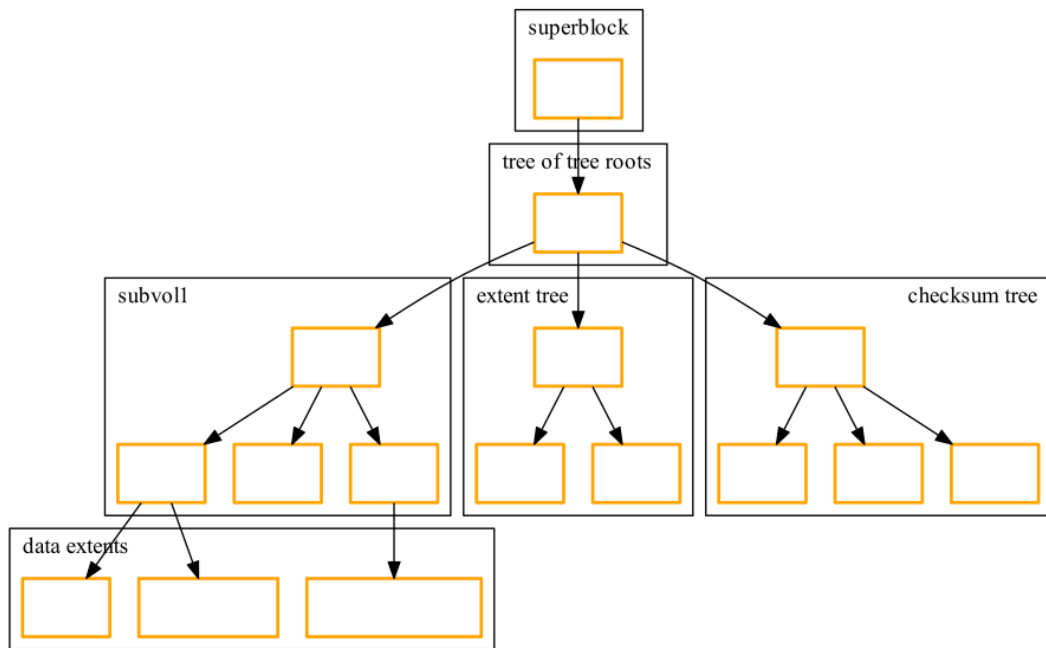 superblock
tree of tree roots
subvol1
extent tree
checksum tree
data extents